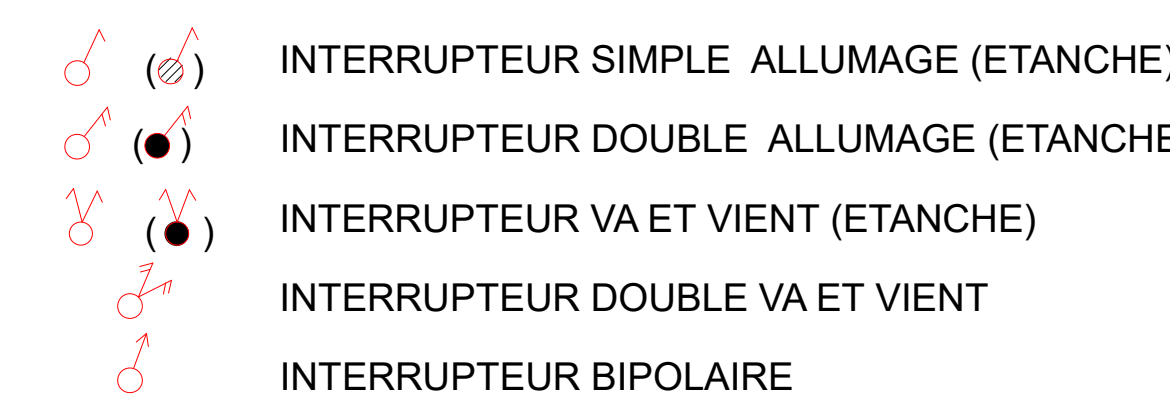 ( ) INTERRUPTEUR SIMPLE ALLUMAGE (ETANCHE)
( ) INTERRUPTEUR DOUBLE ALLUMAGE (ETANCHE
( ) INTERRUPTEUR VA ET VIENT (ETANCHE)
INTERRUPTEUR DOUBLE VA ET VIENT
INTERRUPTEUR BIPOLAIRE